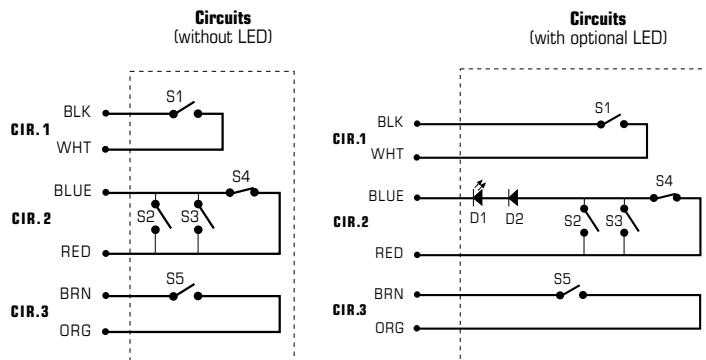 Circuits
(without LED)
S1
BLK
CIR. 1
WHT
BLUE
S4
CIR. 2
S2
S3
RED
BRN
S5
CIR.3
ORG
Circuits
(with optional LED)
S1
BLK
CIR.1
WHT
BLUE
S4
CIR.2
D1
D2
S2
S3
RED
BRN
S5
CIR.3
ORG